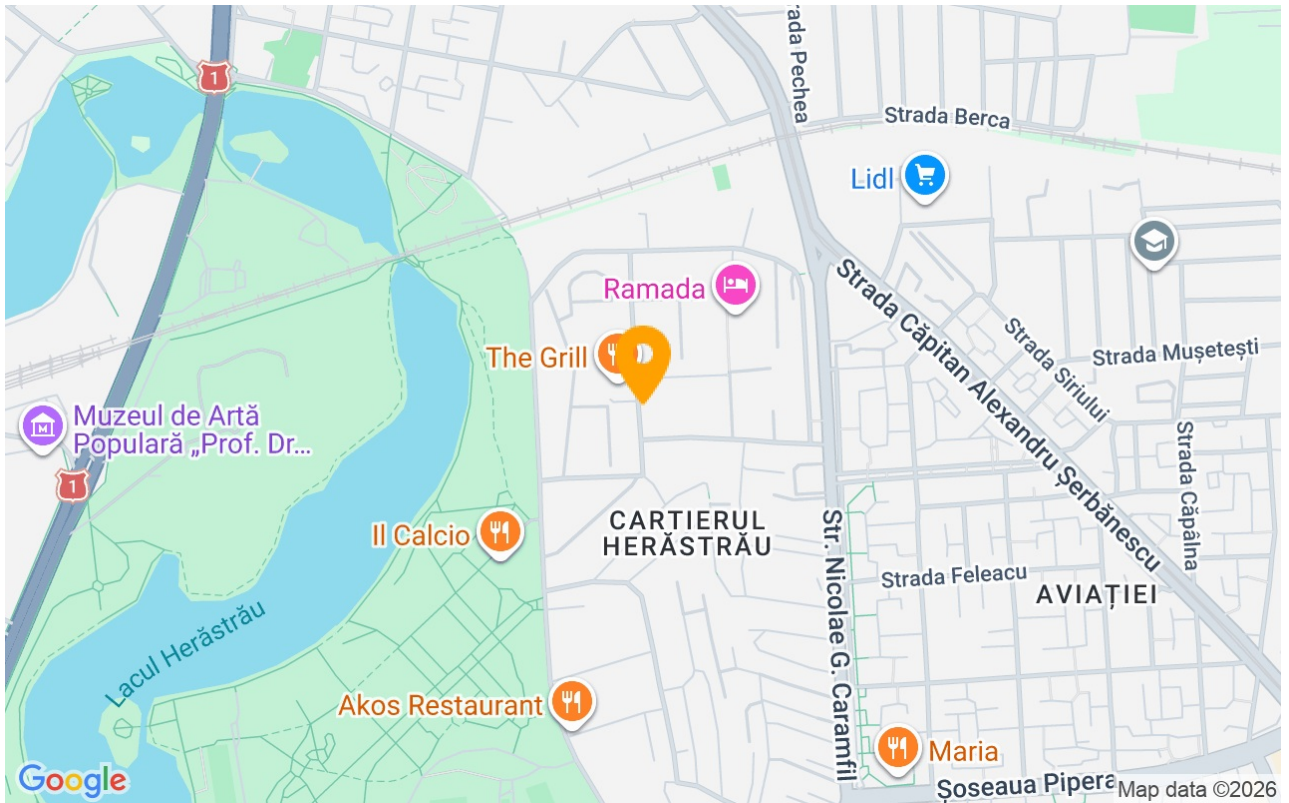 1
rada Pechea
Strada Berca
Lidl
Ramada
Strada Căpitan Alexandru Șerbănescu
Strada Siriului
Strada Mușetești
The Grill
Muzeul de Artă
Populară „Prof. Dr...
1
Strada Căpâlna
Il Calcio
CARTIERUL
HERĂSTRĂU
Str. Nicolae G. Caramfil
Strada Feleacu
AVIAȚIEI
Lacul Herăstrău
Akos Restaurant
Maria
Google
Șoseaua Pipera
Map data ©2026